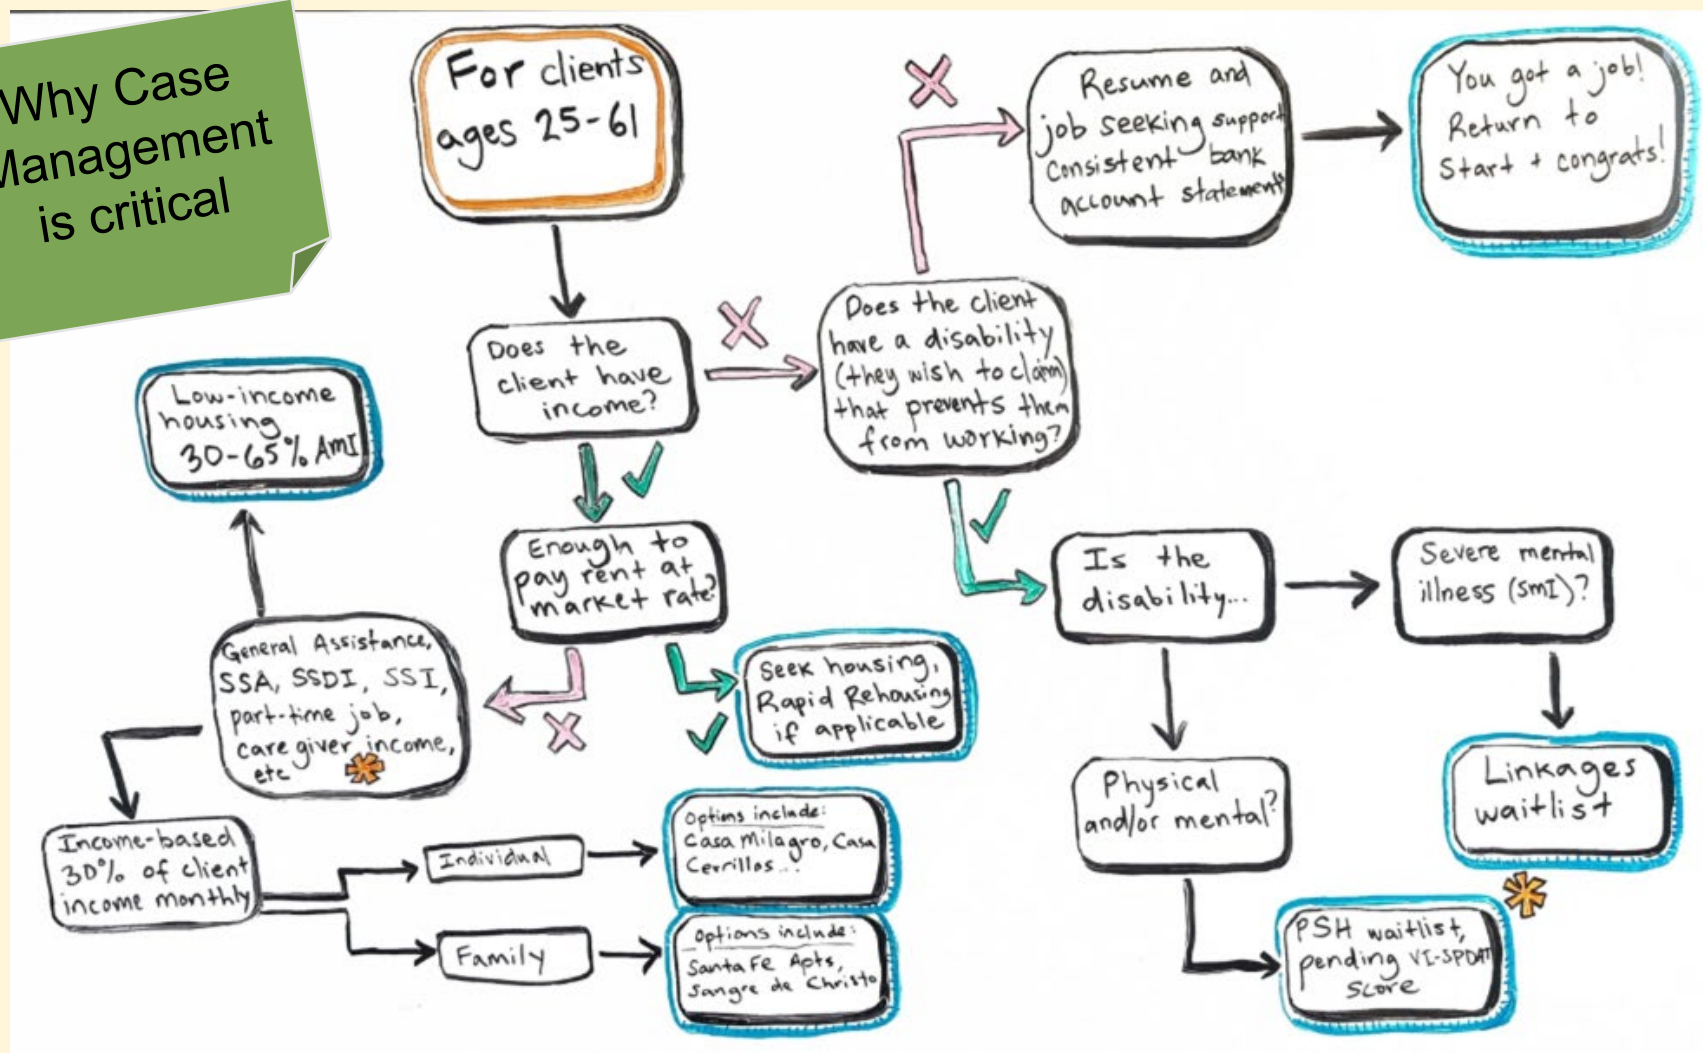 Why Case
Management
is critical
For clients
ages 25-61
Resume and
job seeking support
consistent bank
account statements
You got a job!
Return to
Start + congrats!
Does the
client have
income?
Does the client
have a disability
(they wish to claim)
that prevents them
from working?
Low-income
housing
30-65% AmI
Enough to
pay rent at
market rate?
Is the
disability...
Severe mental
illness (SmI)?
General Assistance,
SSA, SSDI, SSI,
part-time job,
care giver income,
etc
Seek housing,
Rapid Rehousing
if applicable
Physical
and/or mental?
Linkages
waitlist
Income-based
30% of client
income monthly
Individual
Options include:
Casa Milagro, Casa
Cerrillos...
Family
Options include:
Santa Fe Apts,
Sangre de Christo
PSH waitlist,
pending VI-SPDAT
score